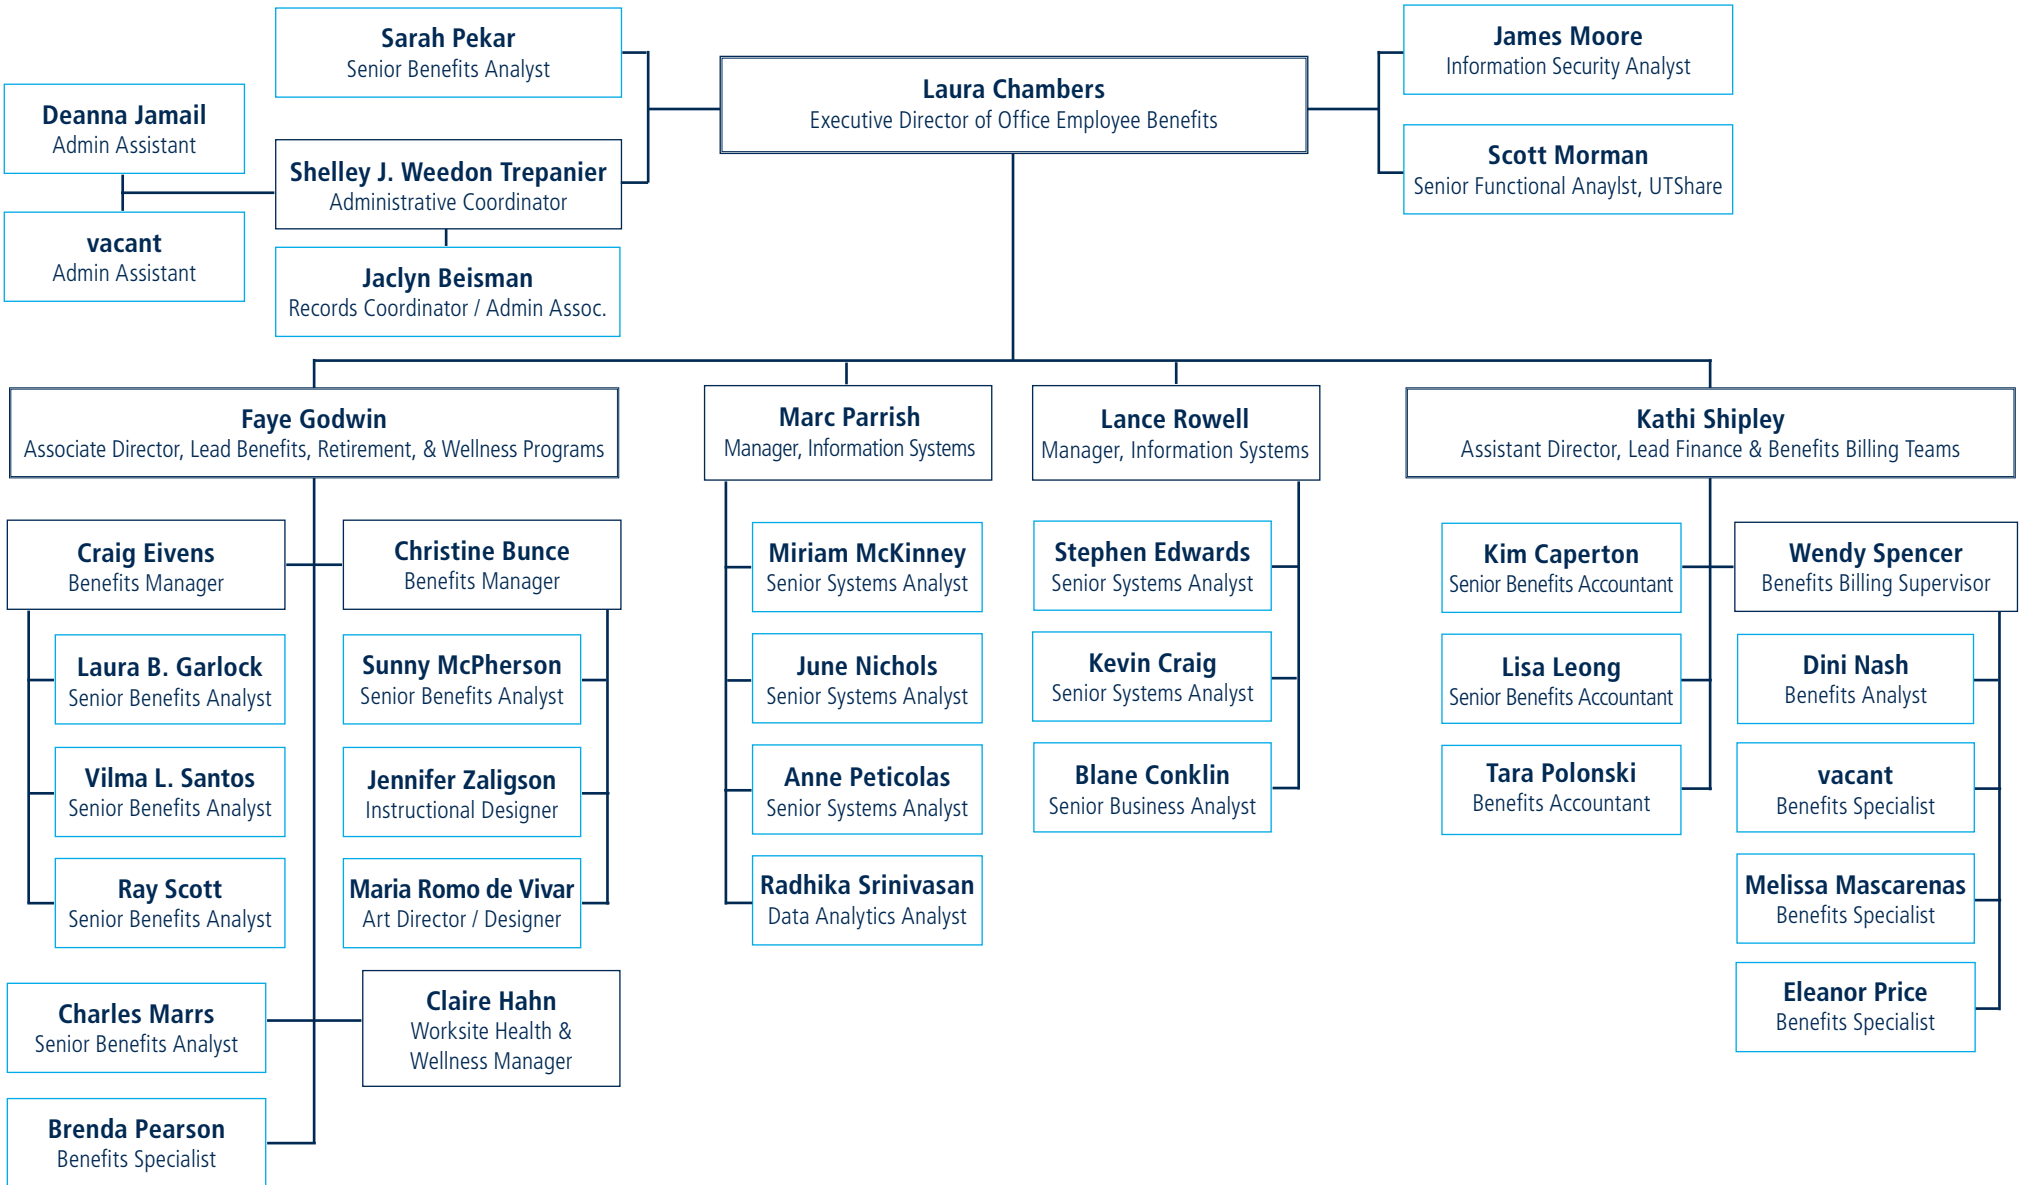 Sarah Pekar
Senior Benefits Analyst
James Moore
Information Security Analyst
Laura Chambers
Executive Director of Office Employee Benefits
Deanna Jamail
Admin Assistant
Shelley J. Weedon Trepanier
Administrative Coordinator
Scott Morman
Senior Functional Anaylst, UTShare
vacant
Admin Assistant
Jaclyn Beisman
Records Coordinator / Admin Assoc.
Faye Godwin
Associate Director, Lead Benefits, Retirement, & Wellness Programs
Marc Parrish
Manager, Information Systems
Lance Rowell
Manager, Information Systems
Kathi Shipley
Assistant Director, Lead Finance & Benefits Billing Teams
Craig Eivens
Benefits Manager
Christine Bunce
Benefits Manager
Laura B. Garlock
Senior Benefits Analyst
Sunny McPherson
Senior Benefits Analyst
Vilma L. Santos
Senior Benefits Analyst
Jennifer Zaligson
Instructional Designer
Ray Scott
Senior Benefits Analyst
Maria Romo de Vivar
Art Director / Designer
Charles Marrs
Senior Benefits Analyst
Claire Hahn
Worksite Health &
Wellness Manager
Brenda Pearson
Benefits Specialist
Miriam McKinney
Senior Systems Analyst
June Nichols
Senior Systems Analyst
Anne Peticolas
Senior Systems Analyst
Radhika Srinivasan
Data Analytics Analyst
Stephen Edwards
Senior Systems Analyst
Kevin Craig
Senior Systems Analyst
Blane Conklin
Senior Business Analyst
Kim Caperton
Senior Benefits Accountant
Wendy Spencer
Benefits Billing Supervisor
Lisa Leong
Senior Benefits Accountant
Dini Nash
Benefits Analyst
Tara Polonski
Benefits Accountant
vacant
Benefits Specialist
Melissa Mascarenas
Benefits Specialist
Eleanor Price
Benefits Specialist